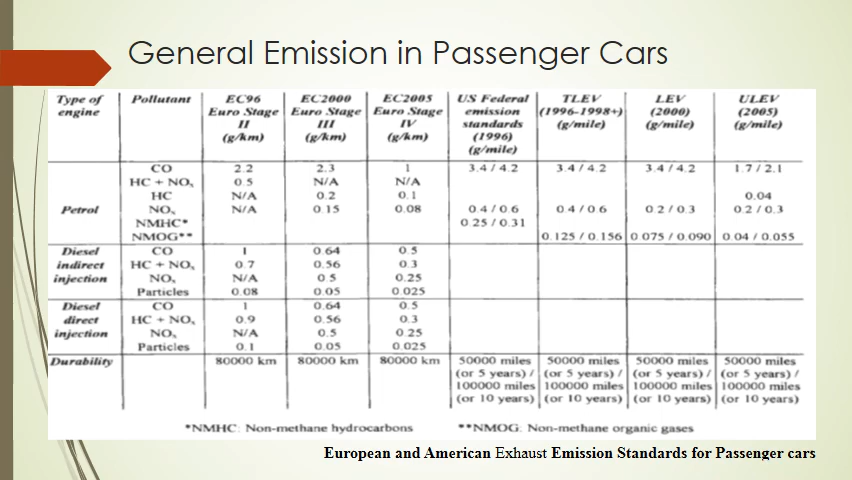 General Emission in Passenger Cars
Type of engine | Pollutant | EC96 Euro Stage II (g/km) | EC2000 Euro Stage III (g/km) | EC2005 Euro Stage IV (g/km) | US Federal emission standards (1996) (g/mile) | TLEV (1996-1998+) (g/mile) | LEV (2000) (g/mile) | ULEV (2005) (g/mile)
CO 2.2 2.3 1 3.4 / 4.2 3.4 / 4.2 3.4 / 4.2 1.7 / 2.1
HC + NOx 0.5 N/A N/A
HC N/A 0.2 0.1 0.04
Petrol NOx N/A 0.15 0.08 0.4 / 0.6 0.4 / 0.6 0.2 / 0.3 0.2 / 0.3
NMHC* 0.25 / 0.31
NMOG** 0.125 / 0.156 0.075 / 0.090 0.04 / 0.055
Diesel CO 1 0.64 0.5
indirect HC + NOx 0.7 0.56 0.3
injection NOx N/A 0.5 0.25
Particles 0.08 0.05 0.025
Diesel CO 1 0.64 0.5
direct HC + NOx 0.9 0.56 0.3
injection NOx N/A 0.5 0.25
Particles 0.1 0.05 0.025
Durability 80000 km 80000 km 80000 km 50000 miles 50000 miles 50000 miles 50000 miles
(or 5 years) / (or 5 years) / (or 5 years) / (or 5 years) /
100000 miles 100000 miles 100000 miles 100000 miles
(or 10 years) (or 10 years) (or 10 years) (or 10 years)
*NMHC: Non-methane hydrocarbons **NMOG: Non-methane organic gases
European and American Exhaust Emission Standards for Passenger cars